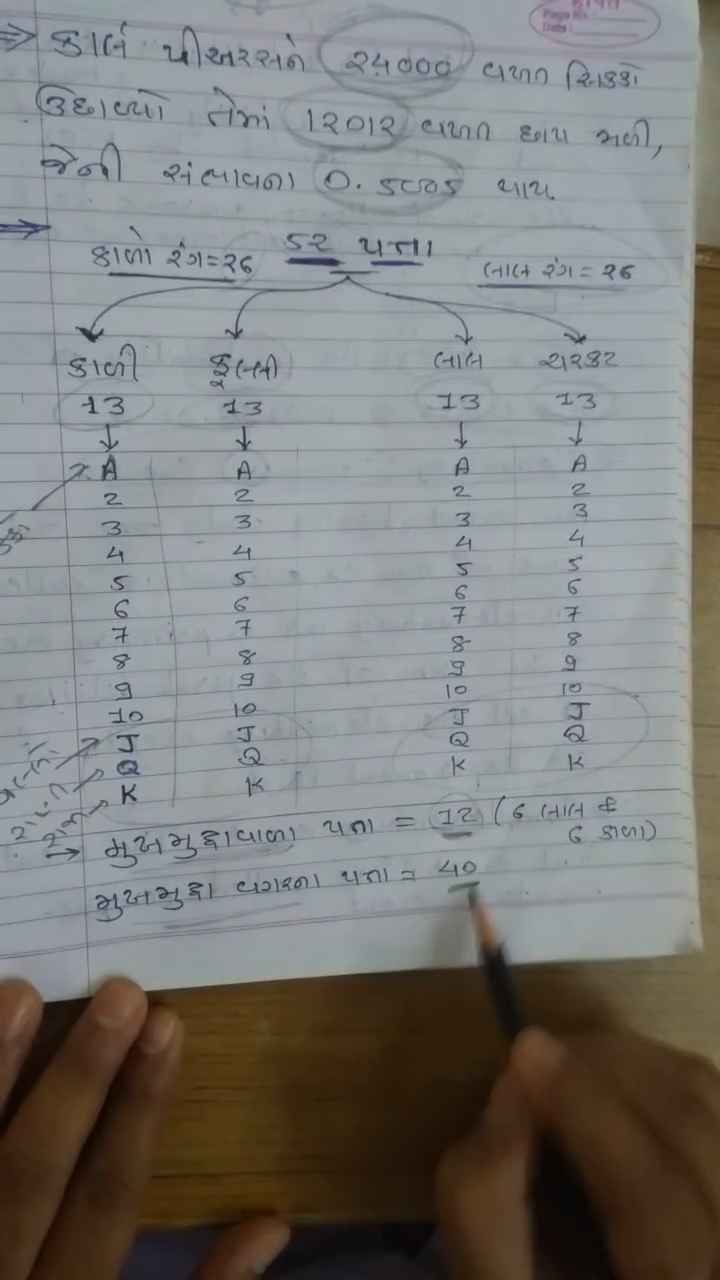 Page No.:
Date:
⇒ કાર્લ પીઅરસને 24000 વખત સિક્કો
ઉછાળ્યો તેમાં 12012 વખત છાપ મળી,
જેની સંભાવના 0.5005 થાય
⇒ કાળો રંગ = 26 52 પત્તા લાલ રંગ = 26
કાળી ફૂલ્લી લાલ ચરકટ
13 13 13 13
↓ ↓ ↓ ↓
A A A A
2 2 2 2
3 3 3 3
4 4 4 4
5 5 5 5
6 6 6 6
7 7 7 7
8 8 8 8
9 9 9 9
10 10 10 10
J J J J
Q Q Q Q
K K K K
→ મુખમુદ્રાવાળા પત્તા = 12 (6 લાલ &
6 કાળા)
મુખમુદ્રા વગરના પત્તા = 40